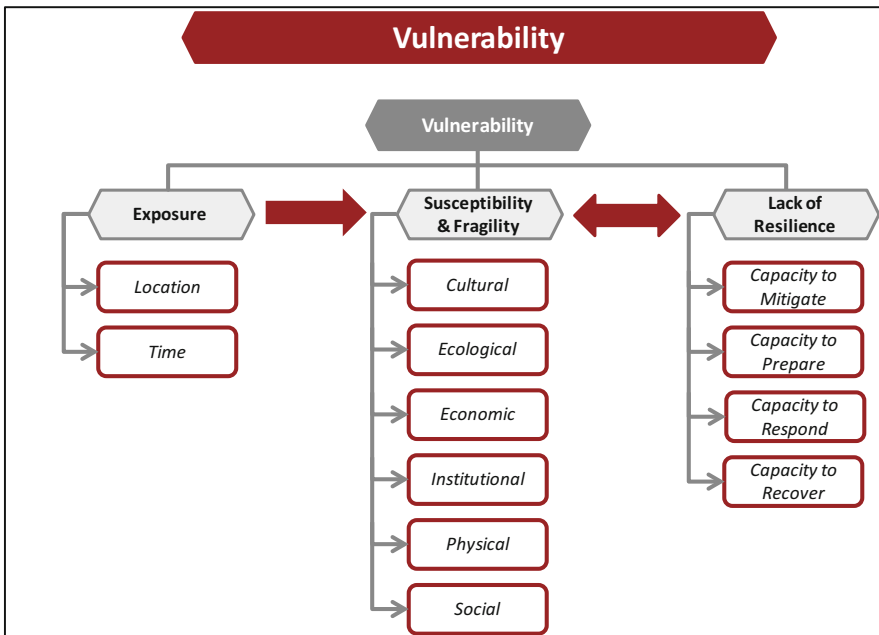 Vulnerability
Vulnerability
Exposure
Location
Time
Susceptibility
& Fragility
Cultural
Ecological
Economic
Institutional
Physical
Social
Lack of
Resilience
Capacity to
Mitigate
Capacity to
Prepare
Capacity to
Respond
Capacity to
Recover